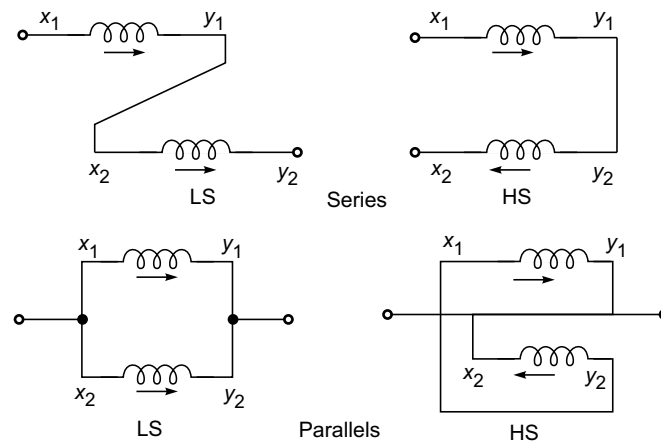 x1 y1 x1 y1
x2 y2 x2 y2
LS Series HS
x1 y1 x1 y1
x2 y2 x2 y2
LS Parallels HS